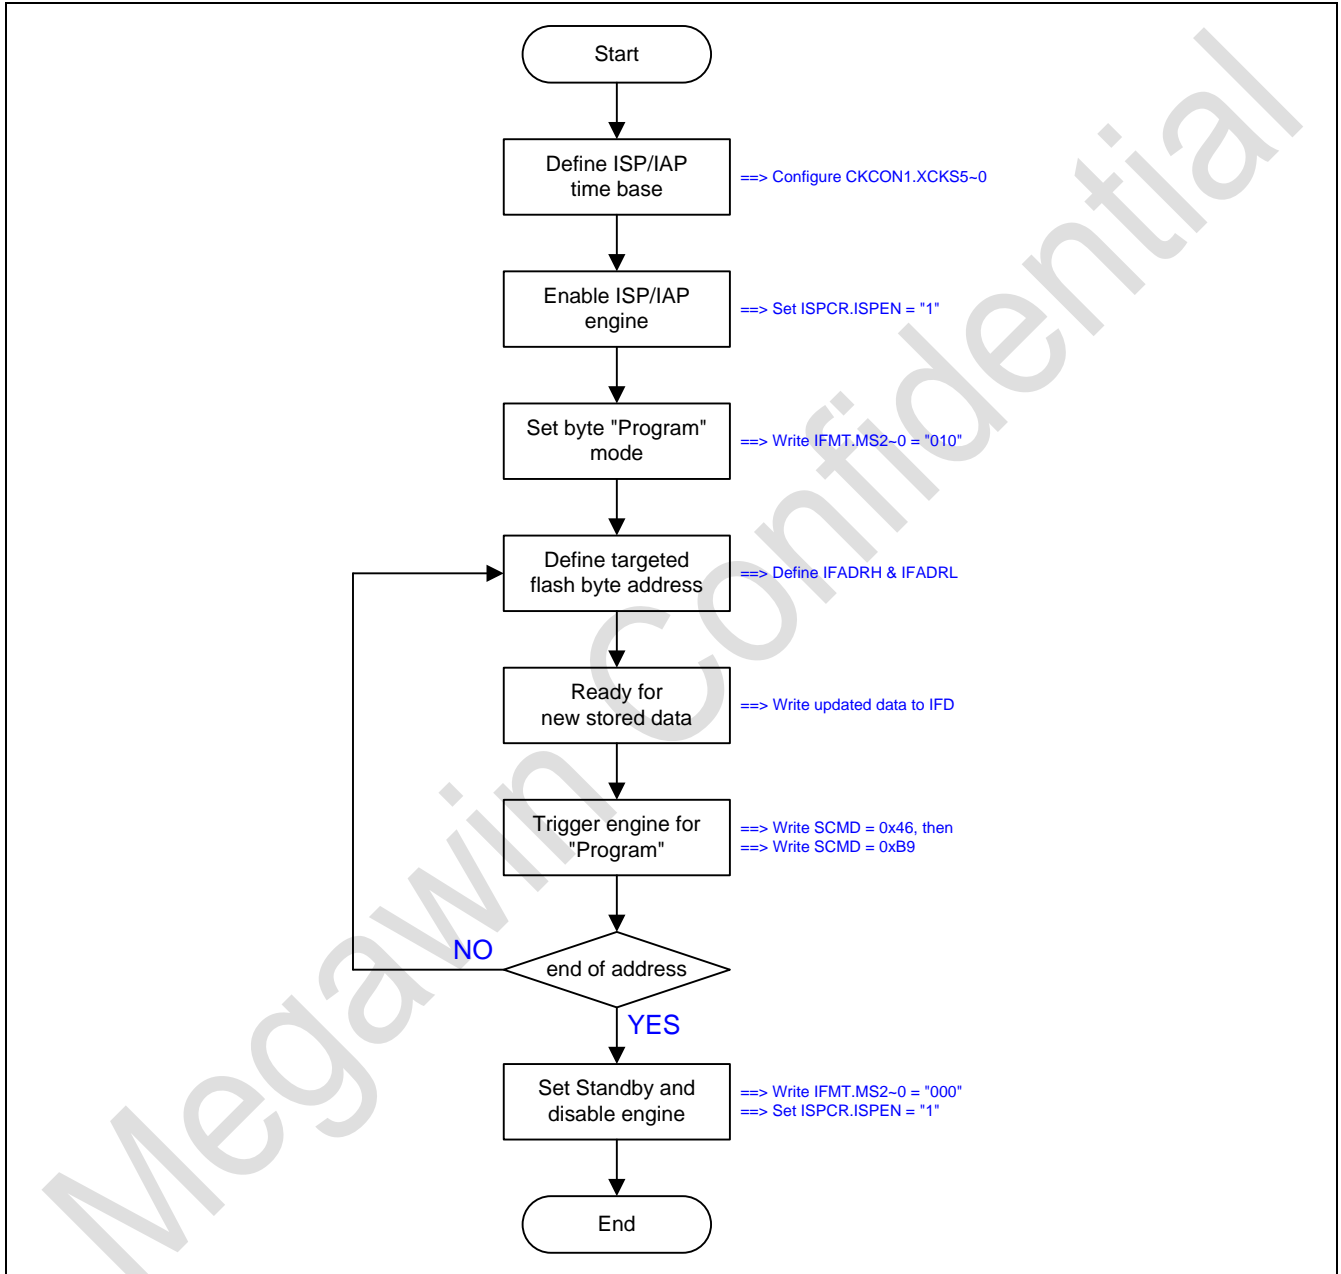 Start
Define ISP/IAP
time base
==> Configure CKCON1.XCKS5~0
Enable ISP/IAP
engine
==> Set ISPCR.ISPEN = "1"
Set byte "Program"
mode
==> Write IFMT.MS2~0 = "010"
Define targeted
flash byte address
==> Define IFADRH & IFADRL
Ready for
new stored data
==> Write updated data to IFD
Trigger engine for
"Program"
==> Write SCMD = 0x46, then
==> Write SCMD = 0xB9
NO
end of address
YES
Set Standby and
disable engine
==> Write IFMT.MS2~0 = "000"
==> Set ISPCR.ISPEN = "1"
End
Megawin Confidential